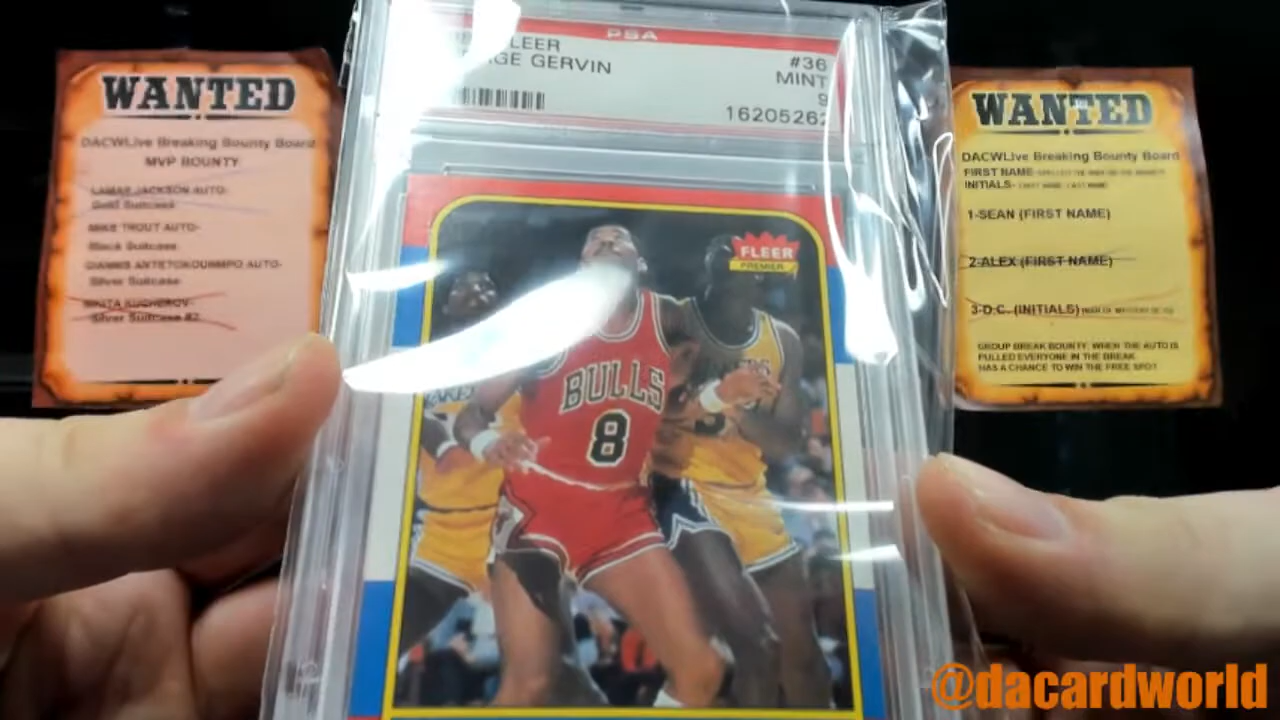 WANTED
DACWLive Breaking Bounty Board
MVP BOUNTY
LAMAR JACKSON AUTO-
Gold Suitcase
MIKE TROUT AUTO-
Black Suitcase
GIANNIS ANTETOKOUNMPO AUTO-
Silver Suitcase
NIKITA KUCHEROV-
Silver Suitcase #2
PSA
FLEER
GE GERVIN
#36
MINT
9
16205262
FLEER
PREMIER
BULLS
8
WANTED
DACWLive Breaking Bounty Board
FIRST NAME-
INITIALS-
1-SEAN (FIRST NAME)
2-ALEX (FIRST NAME)
3-D.C. (INITIALS)
GROUP BREAK BOUNTY: WHEN THE AUTO IS
PULLED EVERYONE IN THE BREAK
HAS A CHANCE TO WIN THE FREE SPOT
@dacardworld